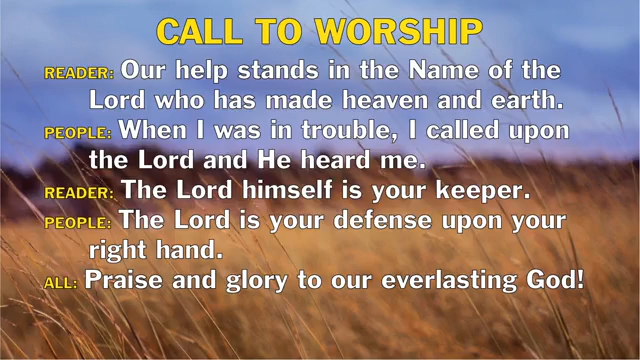 CALL TO WORSHIP
READER: Our help stands in the Name of the
Lord who has made heaven and earth.
PEOPLE: When I was in trouble, I called upon
the Lord and He heard me.
READER: The Lord himself is your keeper.
PEOPLE: The Lord is your defense upon your
right hand.
ALL: Praise and glory to our everlasting God!